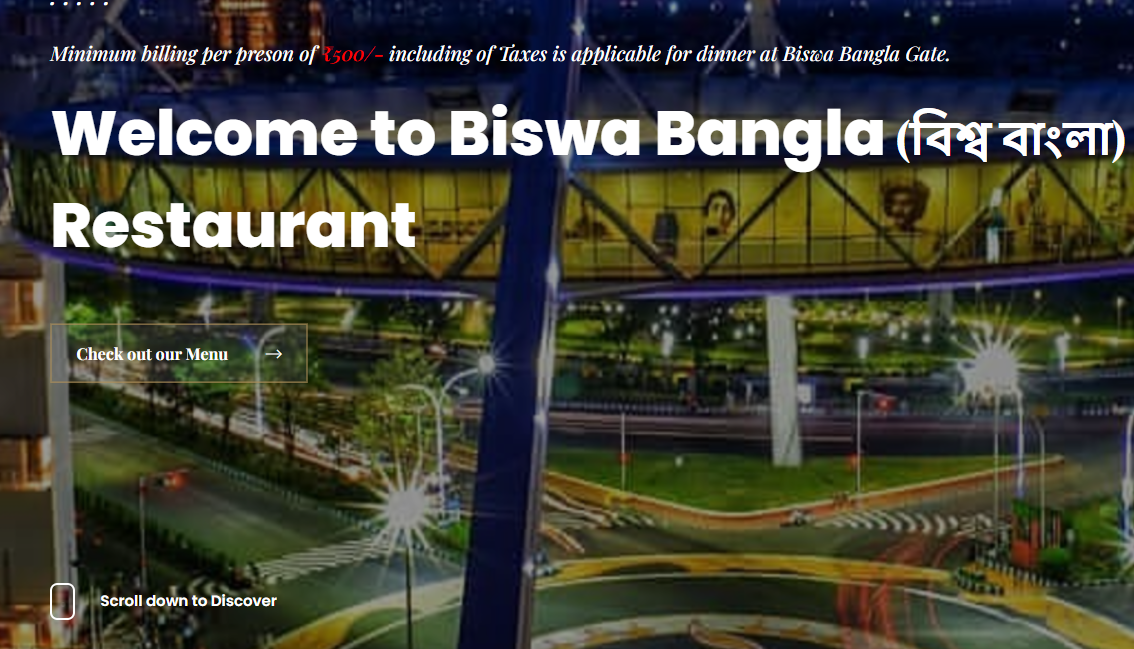 Minimum billing per preson of ₹500/- including of Taxes is applicable for dinner at Biswa Bangla Gate.
Welcome to Biswa Bangla (বিশ্ব বাংলা)
Restaurant
Check out our Menu →
Scroll down to Discover